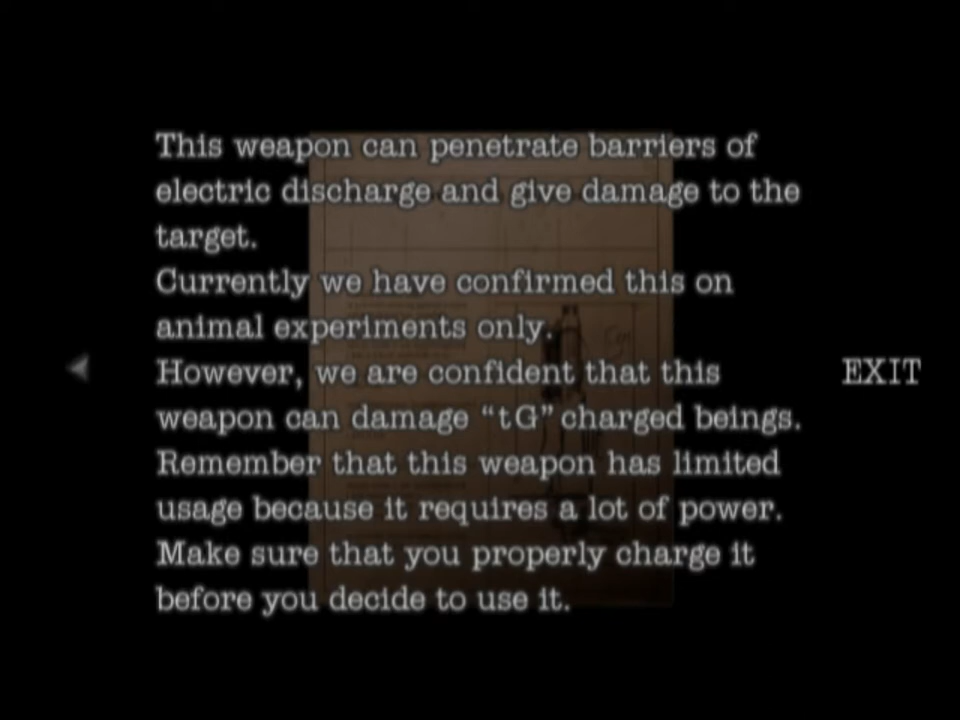 This weapon can penetrate barriers of
electric discharge and give damage to the
target.
Currently we have confirmed this on
animal experiments only.
However, we are confident that this
weapon can damage “tG” charged beings.
Remember that this weapon has limited
usage because it requires a lot of power.
Make sure that you properly charge it
before you decide to use it.
EXIT